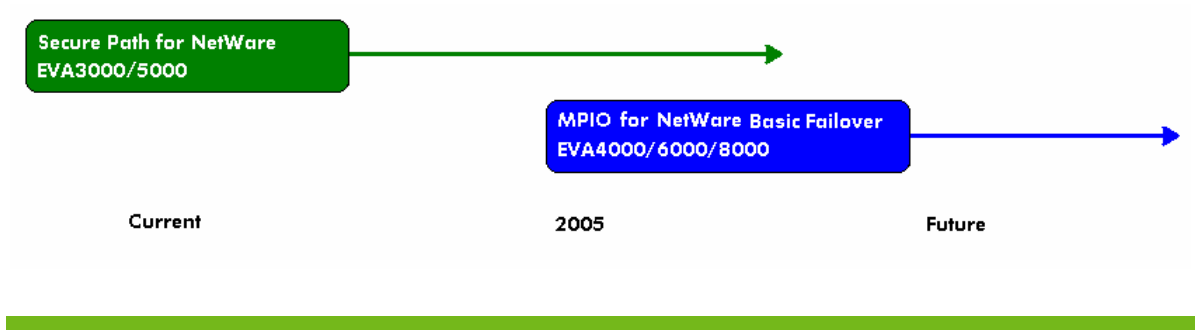 Secure Path for NetWare
EVA3000/5000
MPIO for NetWare Basic Failover
EVA4000/6000/8000
Current
2005
Future